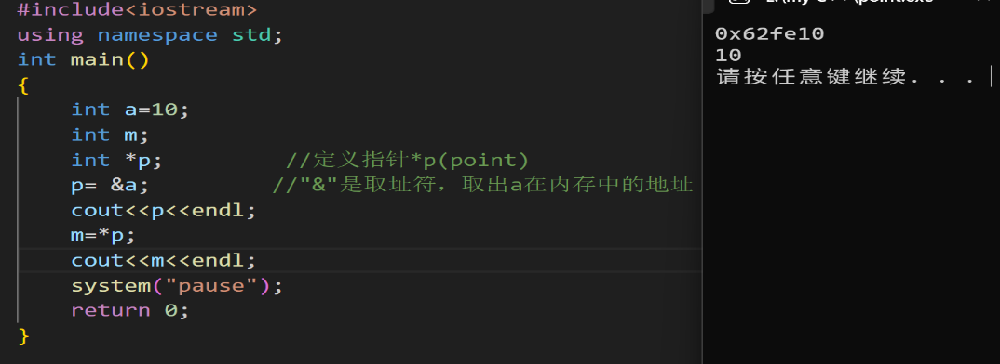 #include<iostream>
using namespace std;
int main()
{
    int a=10;
    int m;
    int *p;          //定义指针*p(point)
    p= &a;          //"&"是取址符，取出a在内存中的地址
    cout<<p<<endl;
    m=*p;
    cout<<m<<endl;
    system("pause");
    return 0;
}
0x62fe10
10
请按任意键继续. . .